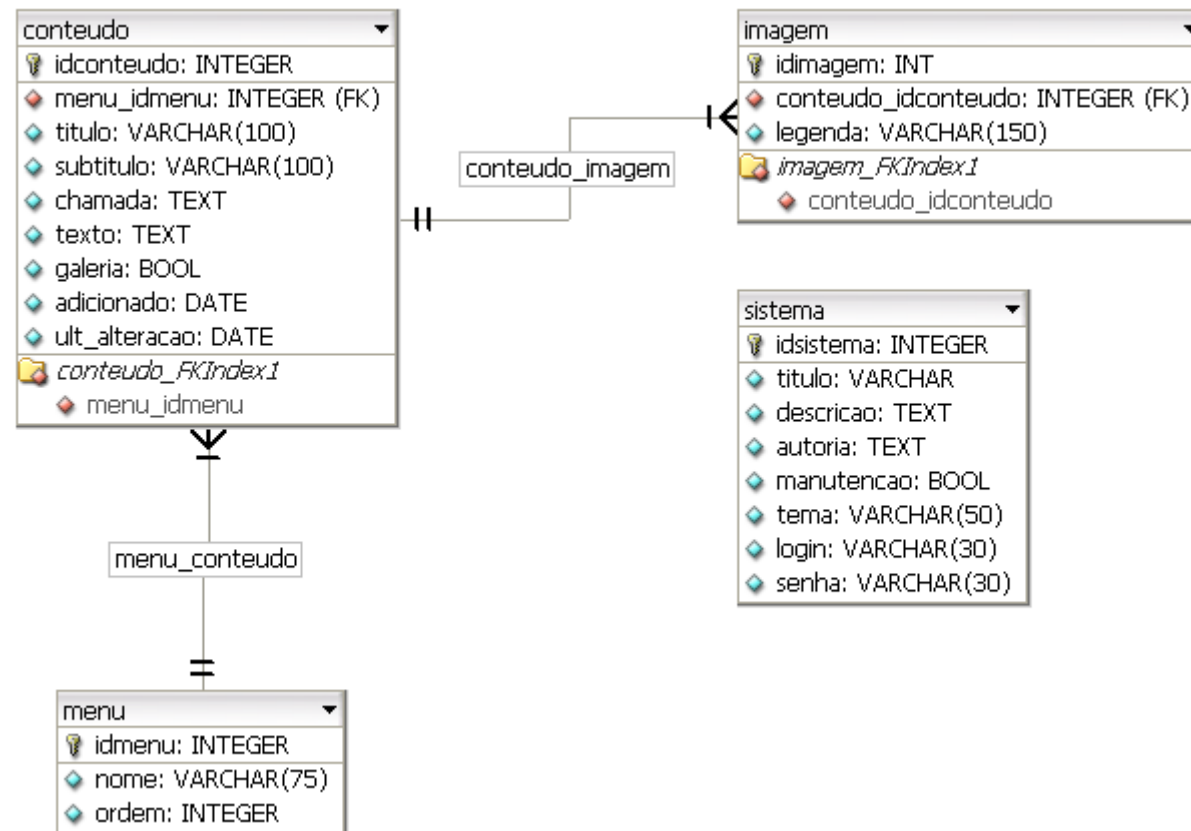 conteudo
idconteudo: INTEGER
menu_idmenu: INTEGER (FK)
titulo: VARCHAR(100)
subtitulo: VARCHAR(100)
chamada: TEXT
texto: TEXT
galeria: BOOL
adicionado: DATE
ult_alteracao: DATE
conteudo_FKIndex1
menu_idmenu
conteudo_imagem
imagem
idimagem: INT
conteudo_idconteudo: INTEGER (FK)
legenda: VARCHAR(150)
imagem_FKIndex1
conteudo_idconteudo
sistema
idsistema: INTEGER
titulo: VARCHAR
descricao: TEXT
autoria: TEXT
manutencao: BOOL
tema: VARCHAR(50)
login: VARCHAR(30)
senha: VARCHAR(30)
menu_conteudo
menu
idmenu: INTEGER
nome: VARCHAR(75)
ordem: INTEGER